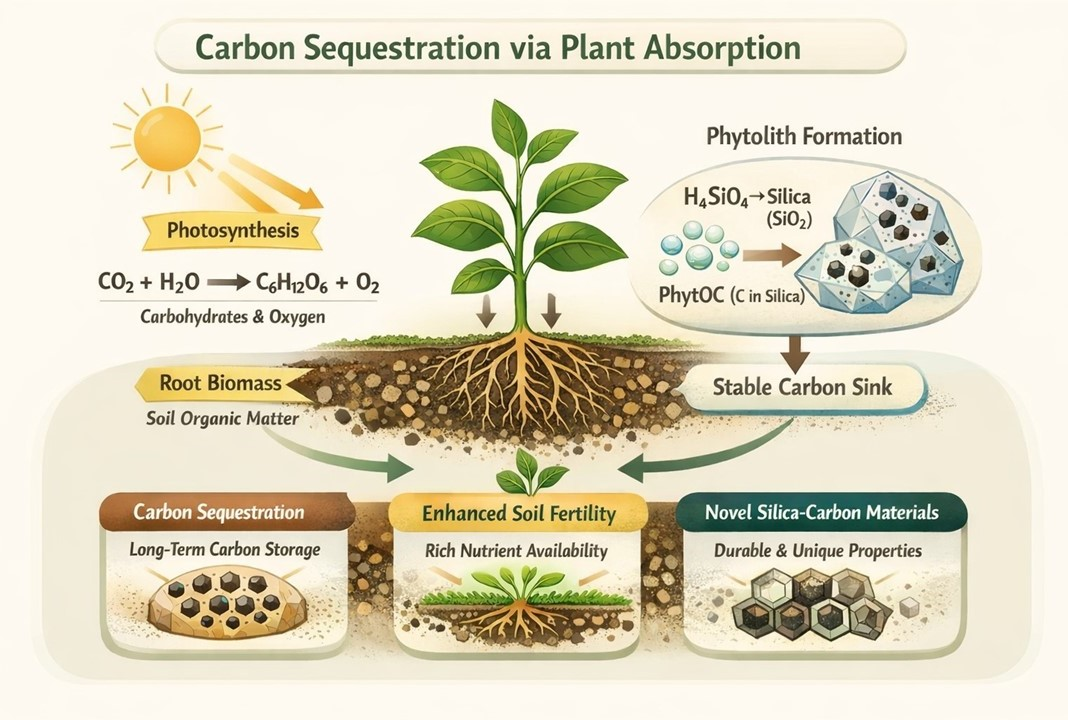 Carbon Sequestration via Plant Absorption
Photosynthesis
CO₂ + H₂O ⟶ C₆H₁₂O₆ + O₂
Carbohydrates & Oxygen
Phytolith Formation
H₄SiO₄→Silica
(SiO₂)
PhytOC (C in Silica)
Root Biomass
Soil Organic Matter
Stable Carbon Sink
Carbon Sequestration
Long-Term Carbon Storage
Enhanced Soil Fertility
Rich Nutrient Availability
Novel Silica-Carbon Materials
Durable & Unique Properties